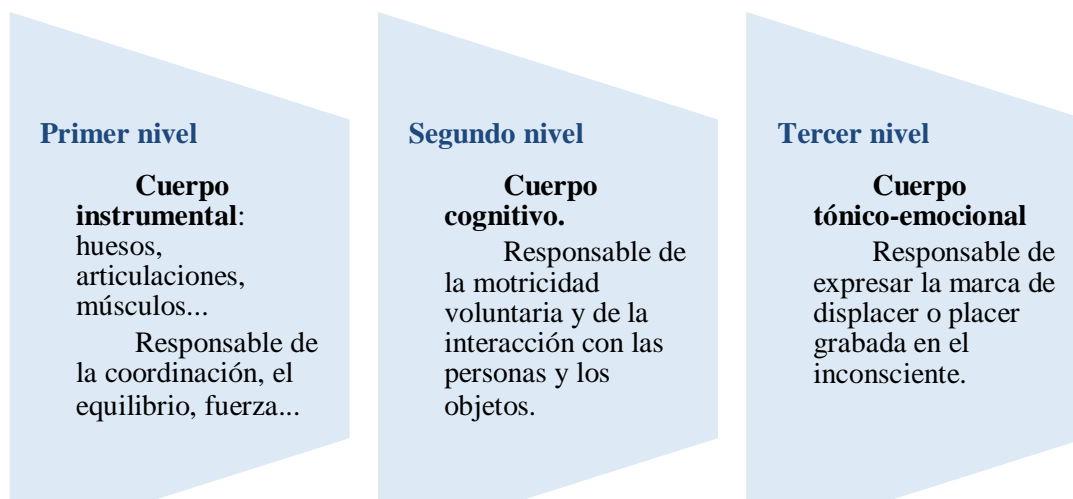 Primer nivel
Cuerpo
instrumental:
huesos,
articulaciones,
músculos...
Responsable de
la coordinación, el
equilibrio, fuerza...
Segundo nivel
Cuerpo
cognitivo.
Responsable de
la motricidad
voluntaria y de la
interacción con las
personas y los
objetos.
Tercer nivel
Cuerpo
tónico-emocional
Responsable de
expresar la marca de
displacer o placer
grabada en el
inconsciente.